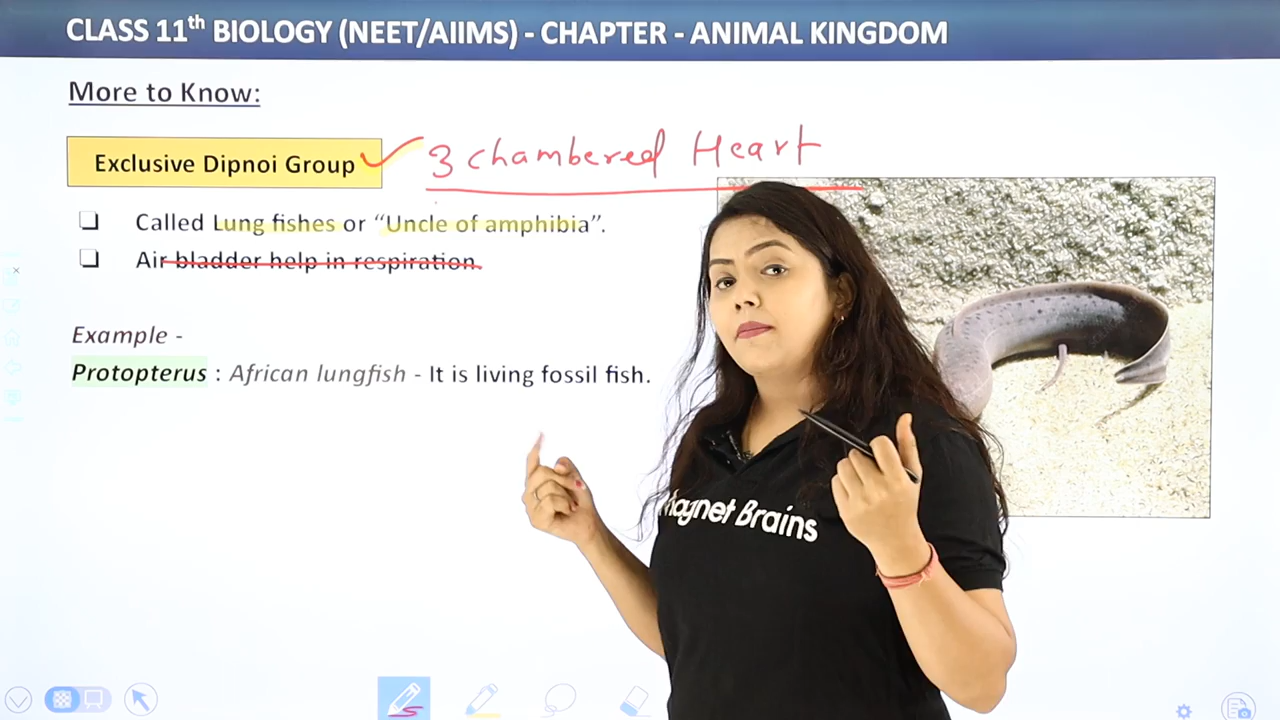 CLASS 11th BIOLOGY (NEET/AIIMS) - CHAPTER - ANIMAL KINGDOM
More to Know:
Exclusive Dipnoi Group ✓ 3 chambered Heart
❑ Called Lung fishes or “Uncle of amphibia”.
❑ Air bladder help in respiration.
Example -
Protopterus : African lungfish - It is living fossil fish.
Magnet Brains